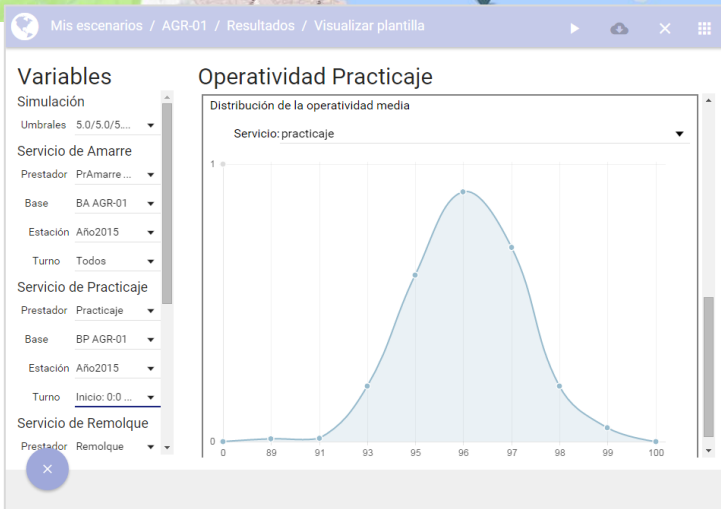 Mis escenarios / AGR-01 / Resultados / Visualizar plantilla
Variables
Simulación
Umbrales 5.0/5.0/5....
Servicio de Amarre
Prestador PrAmarre ...
Base BA AGR-01
Estación Año2015
Turno Todos
Servicio de Practicaje
Prestador Practicaje
Base BP AGR-01
Estación Año2015
Turno Inicio: 0:0 ...
Servicio de Remolque
Prestador Remolque
Operatividad Practicaje
Distribución de la operatividad media
Servicio: practicaje
1
0
0 89 91 93 95 96 97 98 99 100